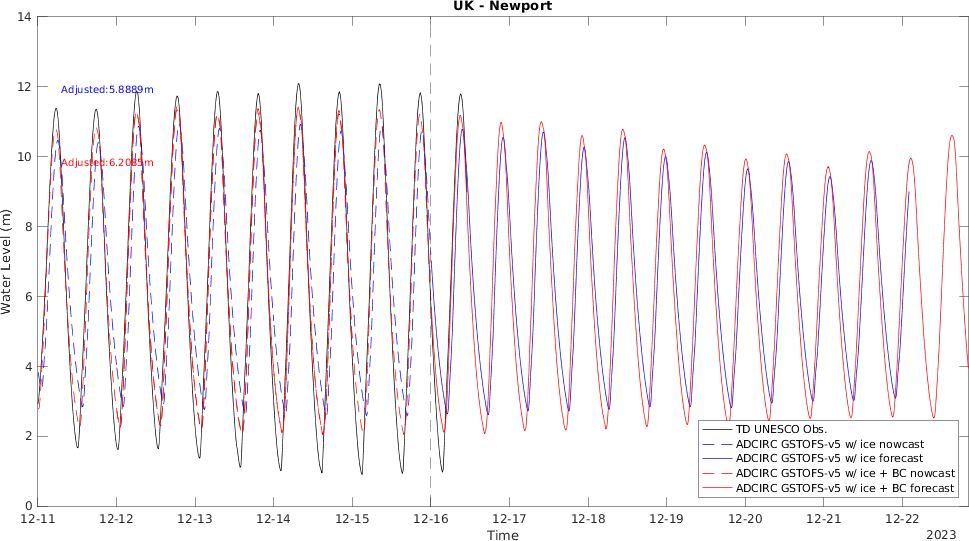 UK - Newport
14
12
10
8
6
4
2
0
Water Level (m)
Adjusted:5.8889m
Adjusted:6.2085m
12-11 12-12 12-13 12-14 12-15 12-16 12-17 12-18 12-19 12-20 12-21 12-22
Time
2023
TD UNESCO Obs.
ADCIRC GSTOFS-v5 w/ ice nowcast
ADCIRC GSTOFS-v5 w/ ice forecast
ADCIRC GSTOFS-v5 w/ ice + BC nowcast
ADCIRC GSTOFS-v5 w/ ice + BC forecast